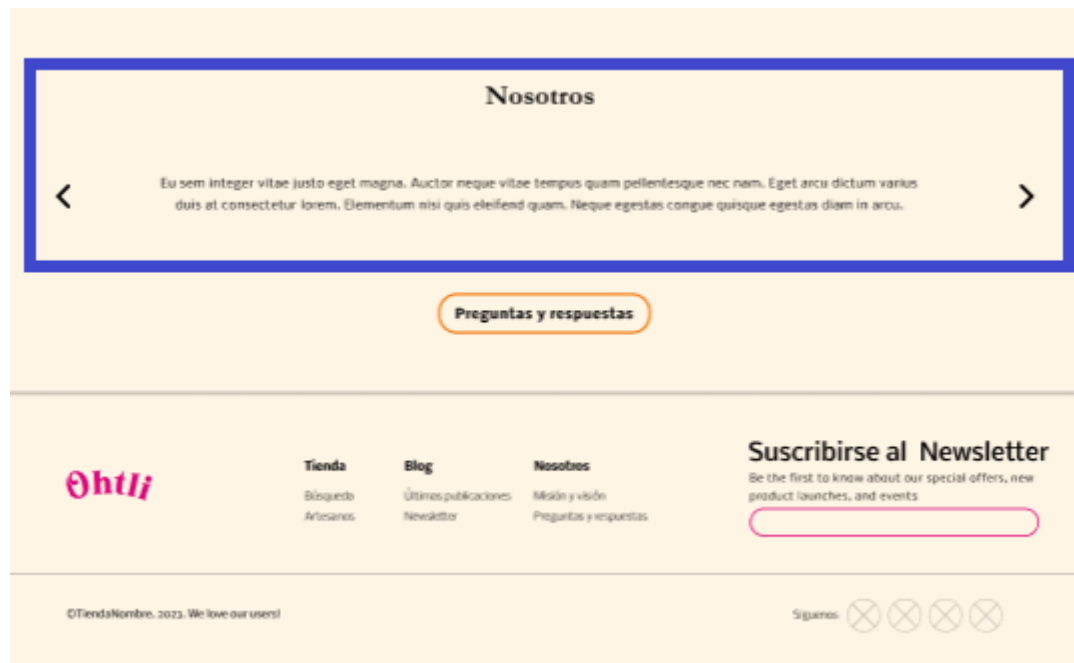 Nosotros
Eu sem integer vitae justo eget magna. Auctor neque vitae tempus quam pellentesque nec nam. Eget arcu dictum varius
duis at consectetur lorem. Elementum nisi quis eleifend quam. Neque egestas congue quisque egestas diam in arcu.
Preguntas y respuestas
Ohtli
Tienda
Búsqueda
Artesanos
Blog
Últimas publicaciones
Newsletter
Nosotros
Misión y visión
Preguntas y respuestas
Suscribirse al Newsletter
Be the first to know about our special offers, new
product launches, and events
©TiendaNombre, 2023. We love our users!
Síguenos